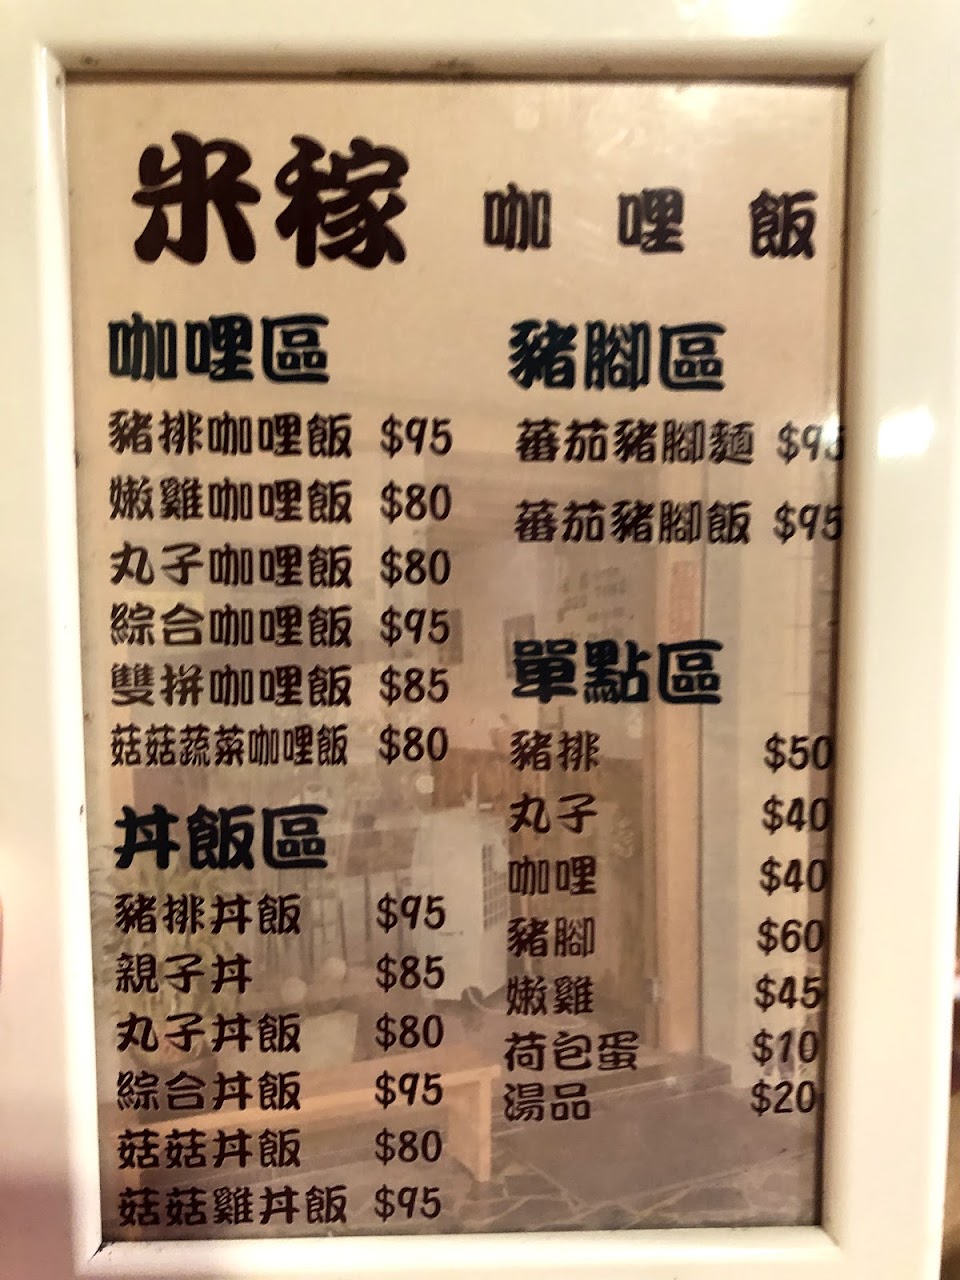 米稼 咖哩飯
咖哩區
豬排咖哩飯 $95
嫩雞咖哩飯 $80
丸子咖哩飯 $80
綜合咖哩飯 $95
雙拼咖哩飯 $85
菇菇蔬菜咖哩飯 $80
丼飯區
豬排丼飯 $95
親子丼 $85
丸子丼飯 $80
綜合丼飯 $95
菇菇丼飯 $80
菇菇雞丼飯 $95
豬腳區
蕃茄豬腳麵 $95
蕃茄豬腳飯 $95
單點區
豬排 $50
丸子 $40
咖哩 $40
豬腳 $60
嫩雞 $45
荷包蛋 $10
湯品 $20